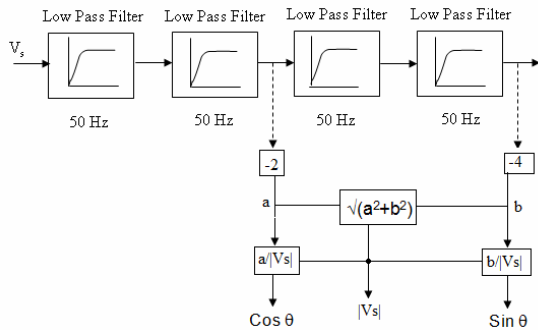 Low Pass Filter Low Pass Filter Low Pass Filter Low Pass Filter
Vs
50 Hz 50 Hz 50 Hz 50 Hz
-2 -4
a √(a²+b²) b
a/|Vs| b/|Vs|
Cos θ |Vs| Sin θ